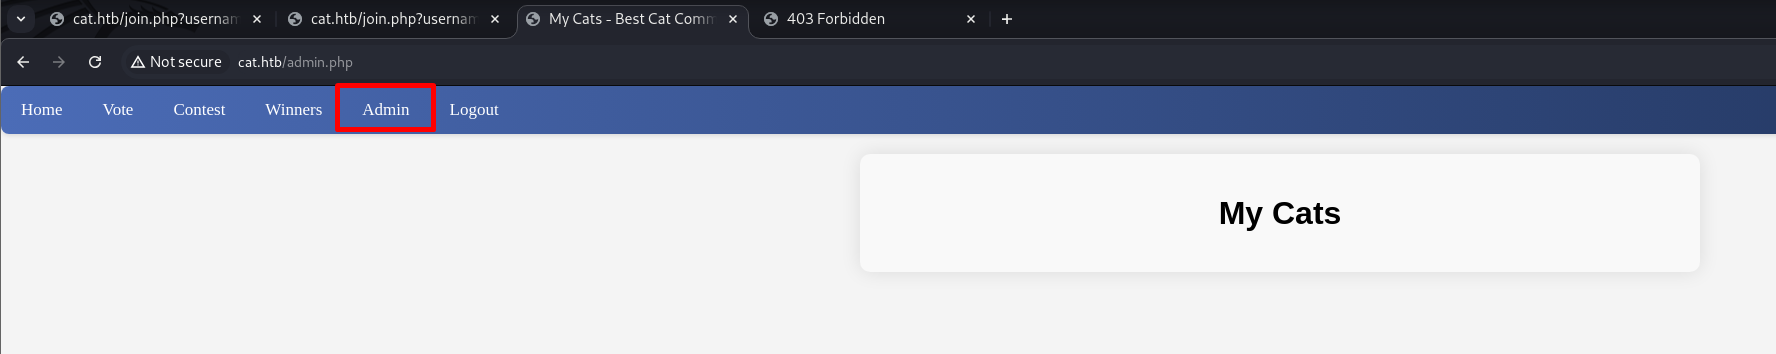 cat.htb/join.php?usernam
cat.htb/join.php?usernam
My Cats - Best Cat Comm
403 Forbidden
Not secure
cat.htb/admin.php
Home Vote Contest Winners Admin Logout
My Cats